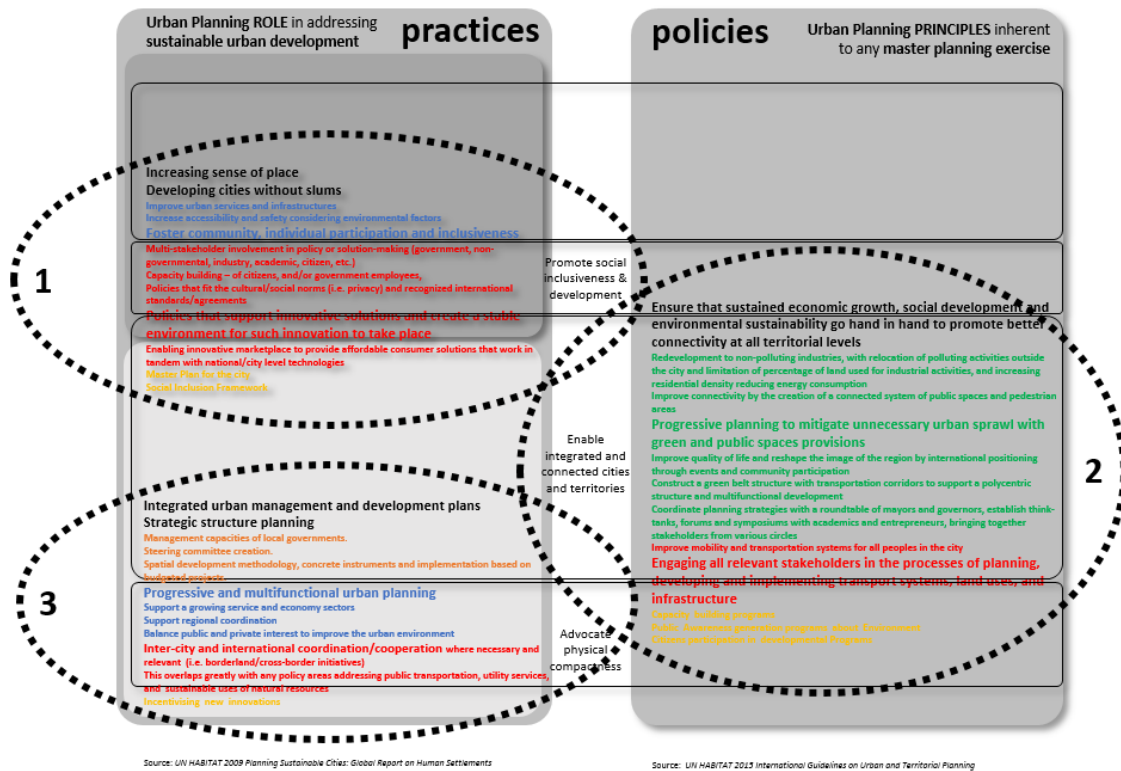 Urban Planning ROLE in addressing
sustainable urban development
practices
Increasing sense of place
Developing cities without slums
Improve urban services and infrastructures
Increase accessibility and safety considering environmental factors
Foster community, individual participation and inclusiveness
Multi-stakeholder involvement in policy or solution-making (government, non-
governmental, industry, academic, citizen, etc.)
Capacity building – of citizens, and/or government employees,
Policies that fit the cultural/social norms (i.e. privacy) and recognized international
standards/agreements
Policies that support innovative solutions and create a stable
environment for such innovation to take place
Enabling innovative marketplace to provide affordable consumer solutions that work in
tandem with national/city level technologies
Master Plan for the city
Social Inclusion Framework
1
Integrated urban management and development plans
Strategic structure planning
Management capacities of local governments.
Steering committee creation.
Spatial development methodology, concrete instruments and implementation based on
budgeted projects.
Progressive and multifunctional urban planning
Support a growing service and economy sectors
Support regional coordination
Balance public and private interest to improve the urban environment
Inter-city and international coordination/cooperation where necessary and
relevant (i.e. borderland/cross-border initiatives)
This overlaps greatly with any policy areas addressing public transportation, utility services,
and sustainable uses of natural resources
Incentivising new innovations
3
Promote social
inclusiveness &
development
Enable
integrated and
connected cities
and territories
Advocate
physical
compactness
policies
Urban Planning PRINCIPLES inherent
to any master planning exercise
Ensure that sustained economic growth, social development and
environmental sustainability go hand in hand to promote better
connectivity at all territorial levels
Redevelopment to non-polluting industries, with relocation of polluting activities outside
the city and limitation of percentage of land used for industrial activities, and increasing
residential density reducing energy consumption
Improve connectivity by the creation of a connected system of public spaces and pedestrian
areas
Progressive planning to mitigate unnecessary urban sprawl with
green and public spaces provisions
Improve quality of life and reshape the image of the region by international positioning
through events and community participation
Construct a green belt structure with transportation corridors to support a polycentric
structure and multifunctional development
Coordinate planning strategies with a roundtable of mayors and governors, establish think-
tanks, forums and symposiums with academics and entrepreneurs, bringing together
stakeholders from various circles
Improve mobility and transportation systems for all peoples in the city
Engaging all relevant stakeholders in the processes of planning,
developing and implementing transport systems, land uses, and
infrastructure
Capacity building programs
Public Awareness generation programs about Environment
Citizens participation in developmental Programs
2
Source: UN HABITAT 2009 Planning Sustainable Cities: Global Report on Human Settlements
Source: UN HABITAT 2015 International Guidelines on Urban and Territorial Planning